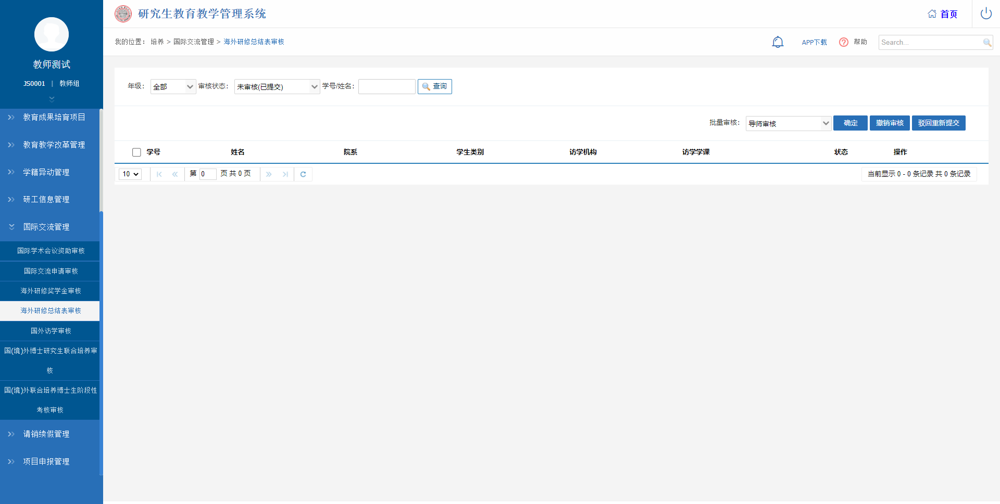 研究生教育教学管理系统
首页
我的位置： 培养 > 国际交流管理 > 海外研修总结表审核
APP下载
帮助
Search...
教师测试
JS0001 | 教师组
教育成果培育项目
教育教学改革管理
学籍异动管理
研工信息管理
国际交流管理
国际学术会议资助审核
国际交流申请审核
海外研修奖学金审核
海外研修总结表审核
国外访学审核
国(境)外博士研究生联合培养审
核
国(境)外联合培养博士生阶段性
考核审核
请销续假管理
项目申报管理
年级： 全部 审核状态： 未审核(已提交) 学号/姓名： 查询
批量审核： 导师审核 确定 撤销审核 驳回重新提交
学号 姓名 院系 学生类别 访学机构 访学学课 状态 操作
10 第 0 页 共 0 页 当前显示 0 - 0 条记录 共 0 条记录